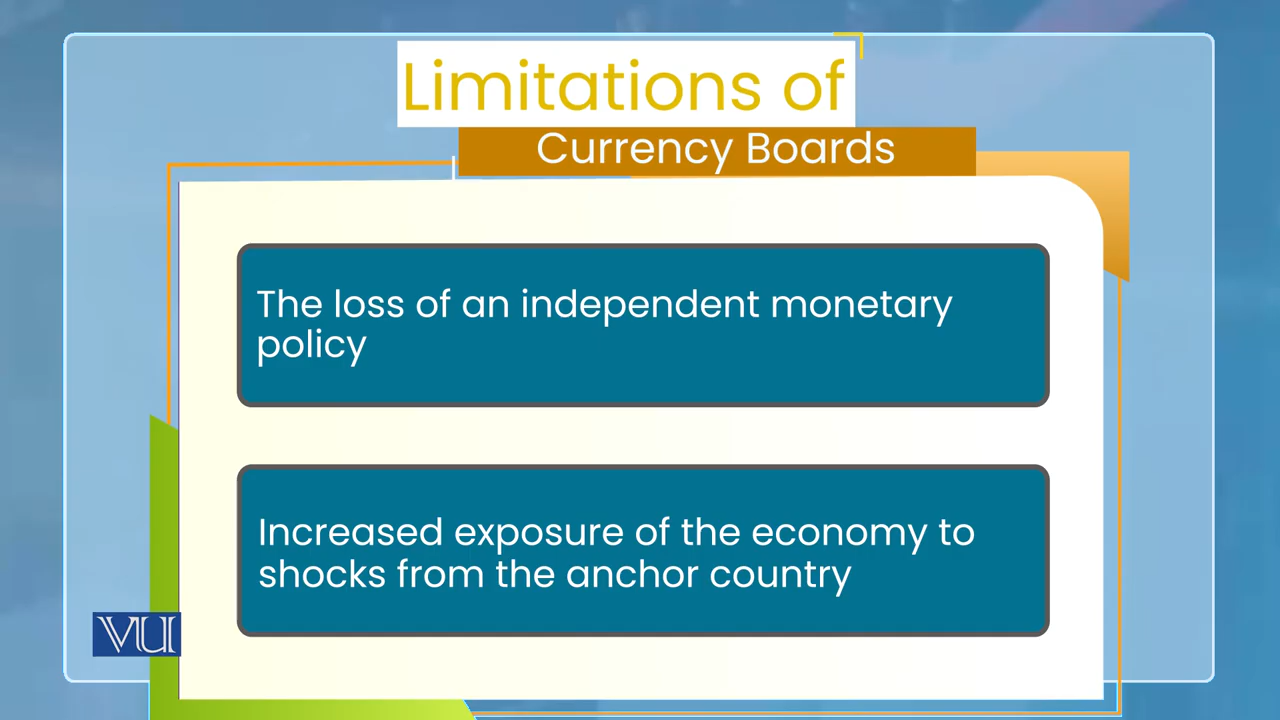 Limitations of
Currency Boards
The loss of an independent monetary
policy
Increased exposure of the economy to
shocks from the anchor country
VU